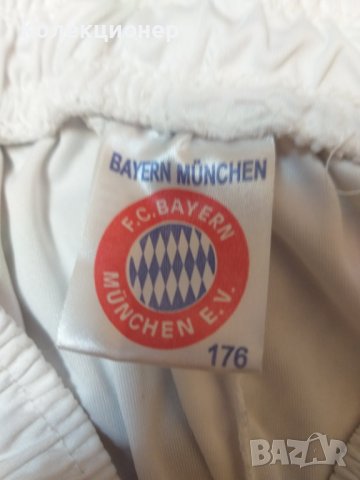 Колекционер
BAYERN MÜNCHEN
F.C. BAYERN
MÜNCHEN E.V.
176
BAZAR